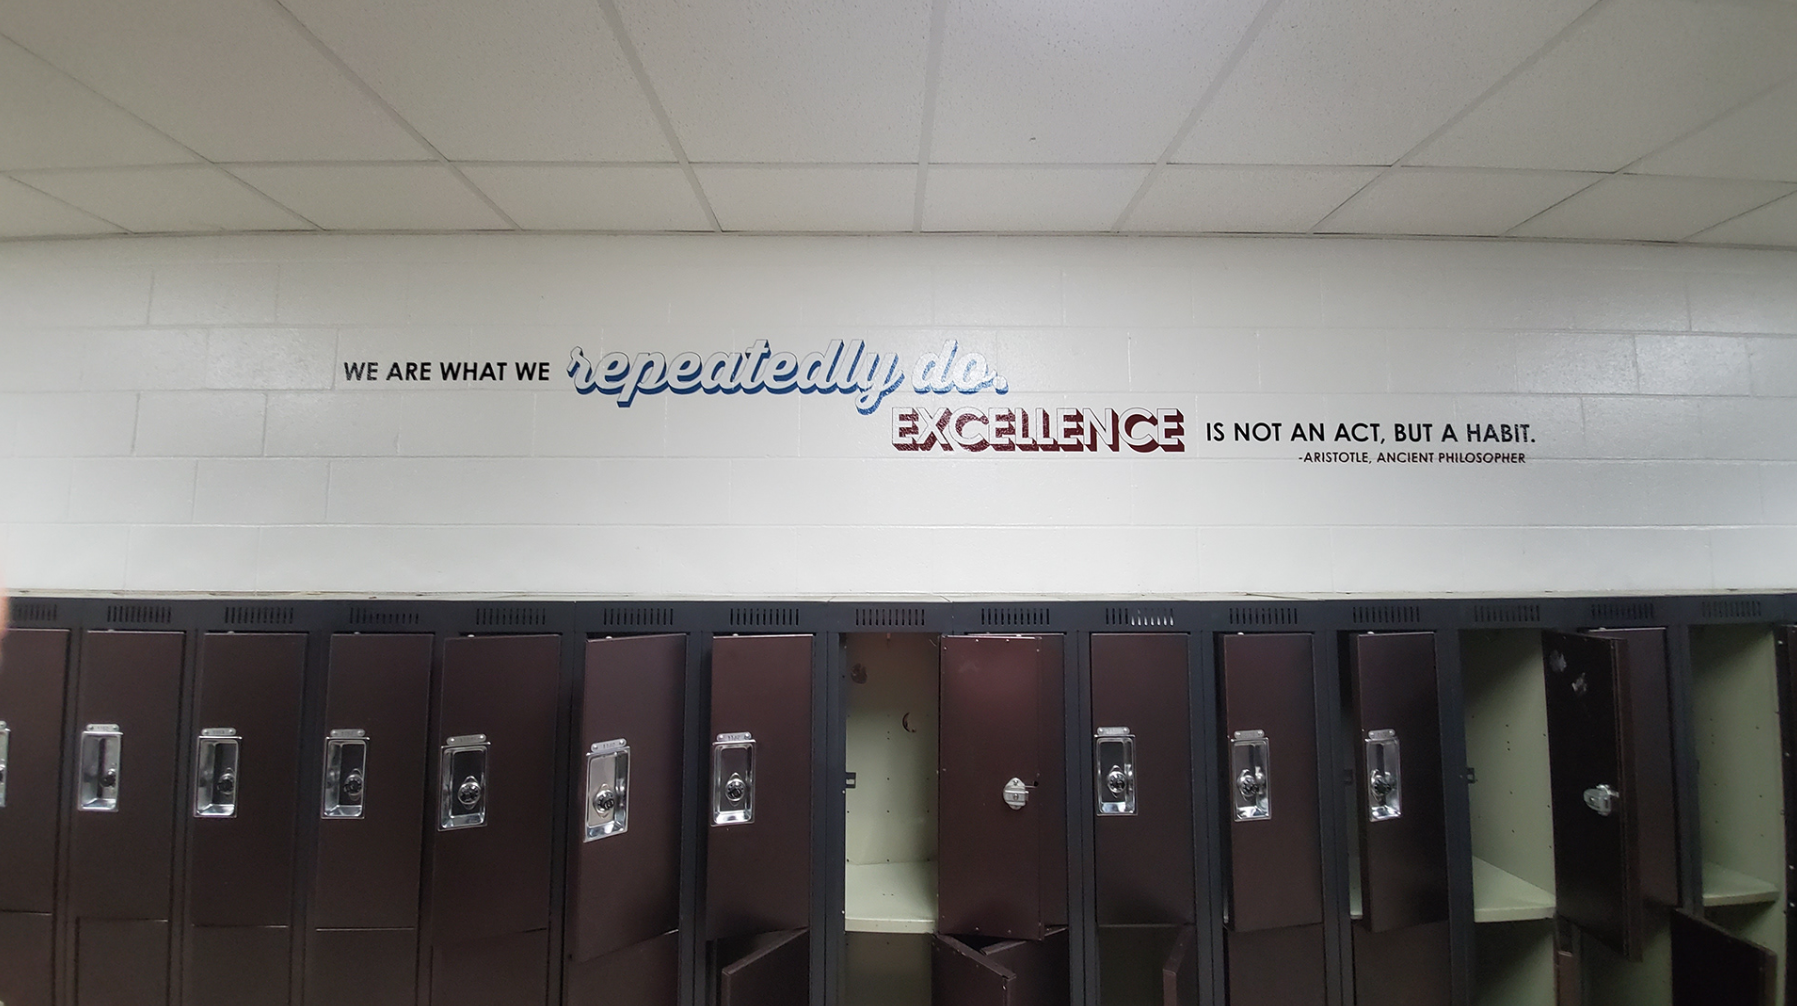 WE ARE WHAT WE repeatedly do.
EXCELLENCE IS NOT AN ACT, BUT A HABIT.
-ARISTOTLE, ANCIENT PHILOSOPHER